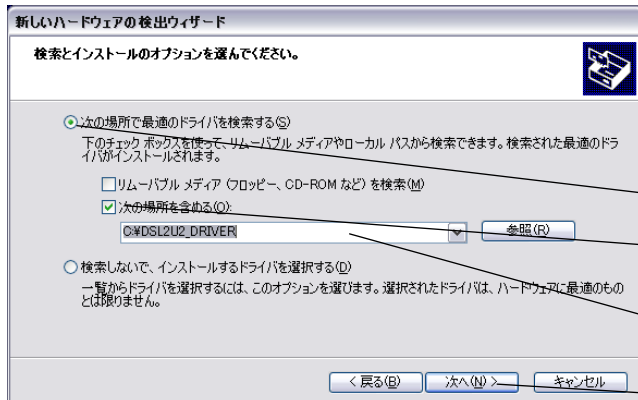 新しいハードウェアの検出ウィザード
検索とインストールのオプションを選んでください。
次の場所で最適のドライバを検索する(S)
下のチェック ボックスを使って、リムーバブル メディアやローカル パスから検索できます。検索された最適のドラ
イバがインストールされます。
リムーバブル メディア (フロッピー、CD-ROM など) を検索(M)
次の場所を含める(O):
C:¥DSL2U2_DRIVER
参照(R)
検索しないで、インストールするドライバを選択する(D)
一覧からドライバを選択するには、このオプションを選びます。選択されたドライバは、ハードウェアに最適のもの
とは限りません。
< 戻る(B)
次へ(N) >
キャンセル